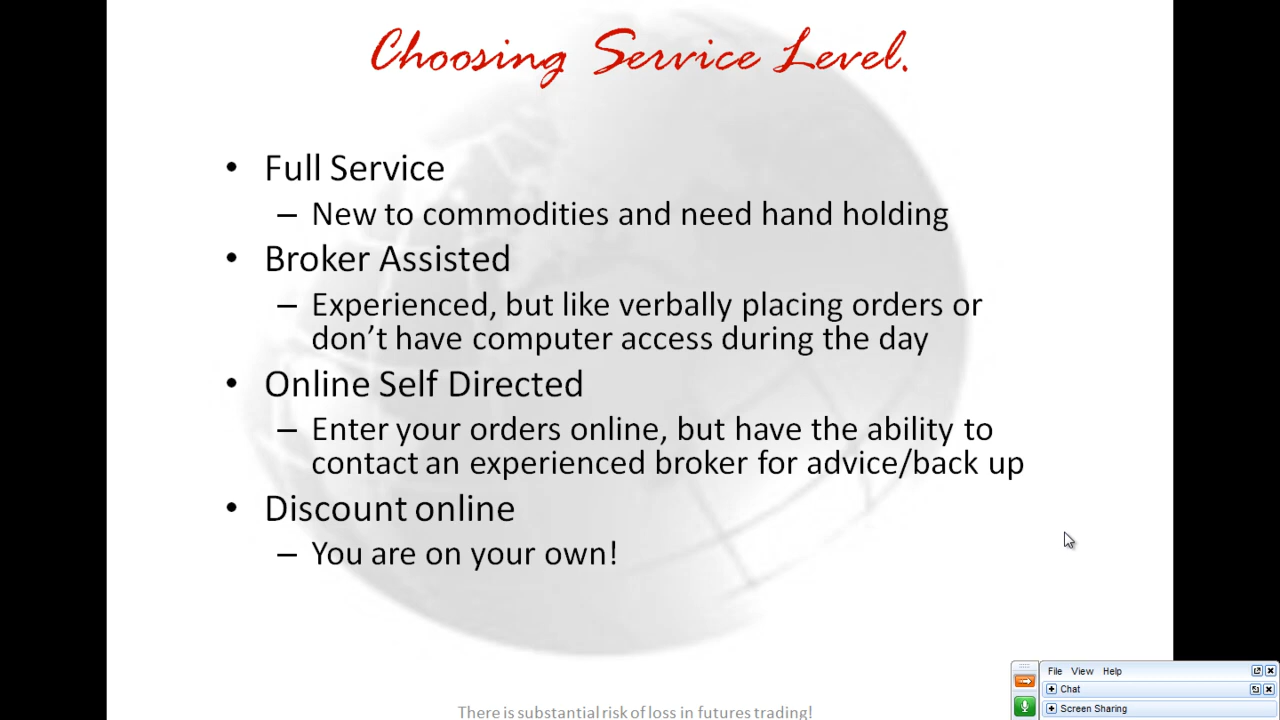 Choosing Service Level.
• Full Service
– New to commodities and need hand holding
• Broker Assisted
– Experienced, but like verbally placing orders or
don’t have computer access during the day
• Online Self Directed
– Enter your orders online, but have the ability to
contact an experienced broker for advice/back up
• Discount online
– You are on your own!
There is substantial risk of loss in futures trading!
File View Help
Chat
Screen Sharing